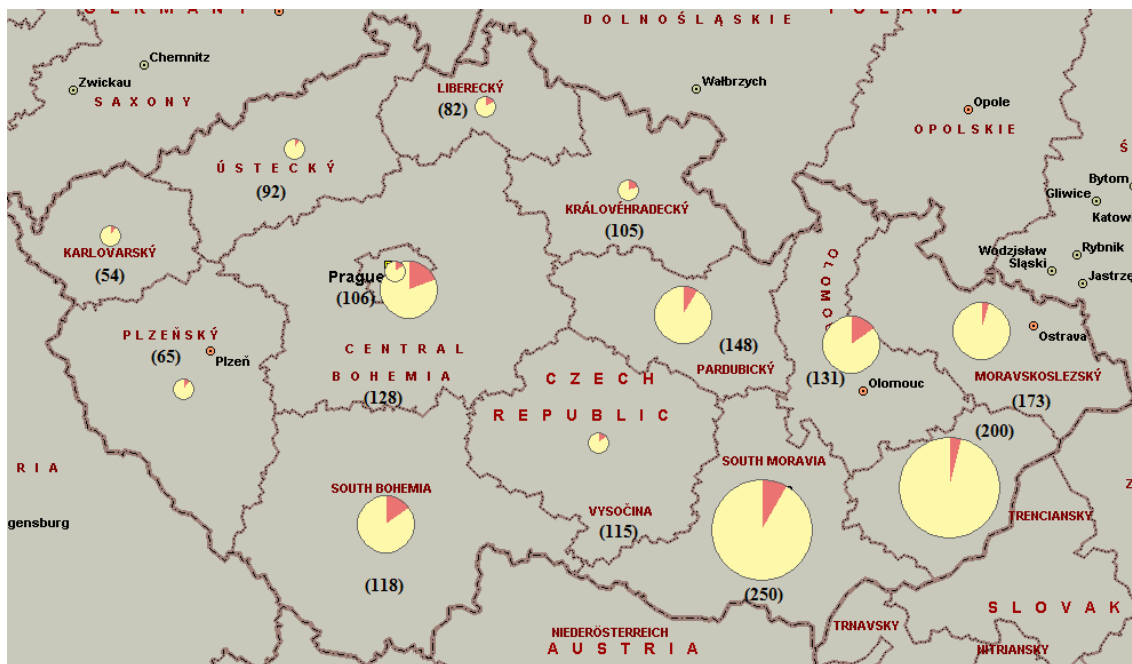 GERMANY
POLAND
DOLNOŚLĄSKIE
Chemnitz
Zwickau
SAXONY
LIBERECKÝ
(82)
Wałbrzych
Opole
OPOLSKIE
ÚSTECKÝ
(92)
KRÁLOVÉHRADECKÝ
(105)
Bytom
Gliwice
Katow
KARLOVARSKÝ
(54)
Prague
(106)
Rybnik
Wodzisław
Śląski
Jastrzę
PLZEŇSKÝ
(65)
Plzeň
CENTRAL
BOHEMIA
(128)
(148)
PARDUBICKÝ
OLOMOU
(131)
Olomouc
Ostrava
MORAVSKOSLEZSKÝ
(173)
CZECH
REPUBLIC
(200)
RIA
gensburg
SOUTH BOHEMIA
(118)
VYSOČINA
(115)
SOUTH MORAVIA
(250)
TRENCIANSKY
SLOVAK
TRNAVSKY
NITRIANSKY
NIEDERÖSTERREICH
AUSTRIA